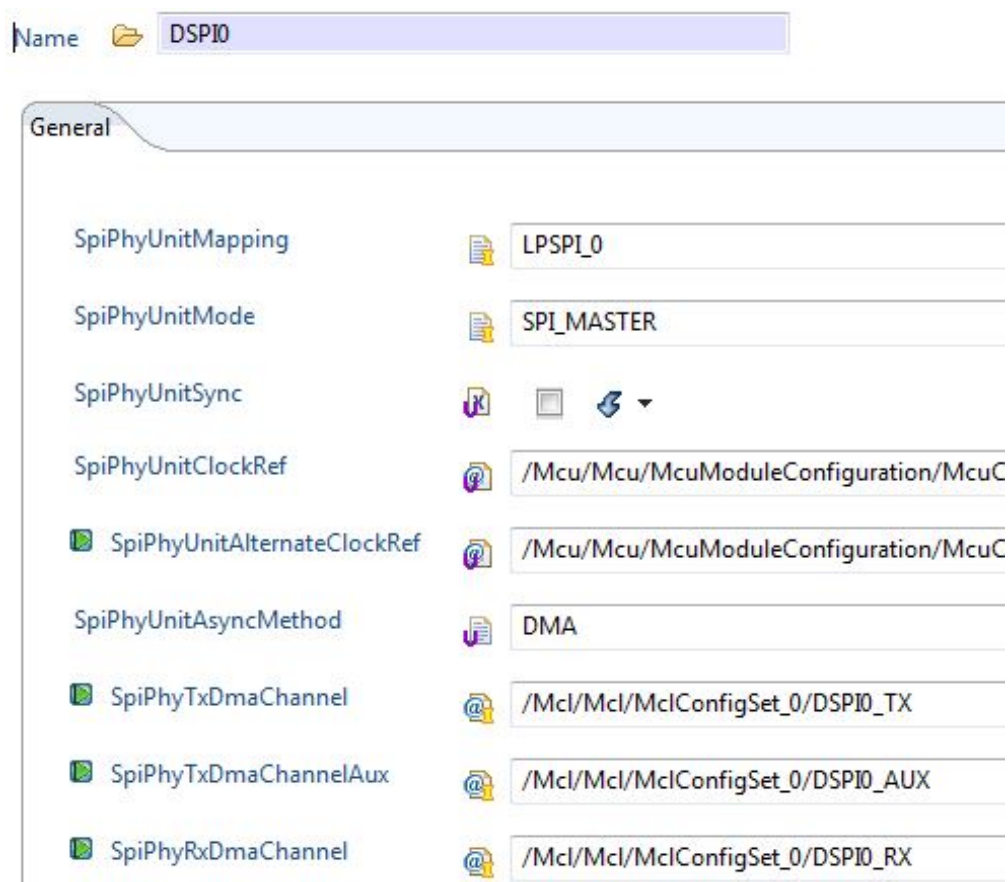 Name DSPI0
General
SpiPhyUnitMapping LPSPI_0
SpiPhyUnitMode SPI_MASTER
SpiPhyUnitSync
SpiPhyUnitClockRef /Mcu/Mcu/McuModuleConfiguration/McuC
SpiPhyUnitAlternateClockRef /Mcu/Mcu/McuModuleConfiguration/McuC
SpiPhyUnitAsyncMethod DMA
SpiPhyTxDmaChannel /Mcl/Mcl/MclConfigSet_0/DSPI0_TX
SpiPhyTxDmaChannelAux /Mcl/Mcl/MclConfigSet_0/DSPI0_AUX
SpiPhyRxDmaChannel /Mcl/Mcl/MclConfigSet_0/DSPI0_RX